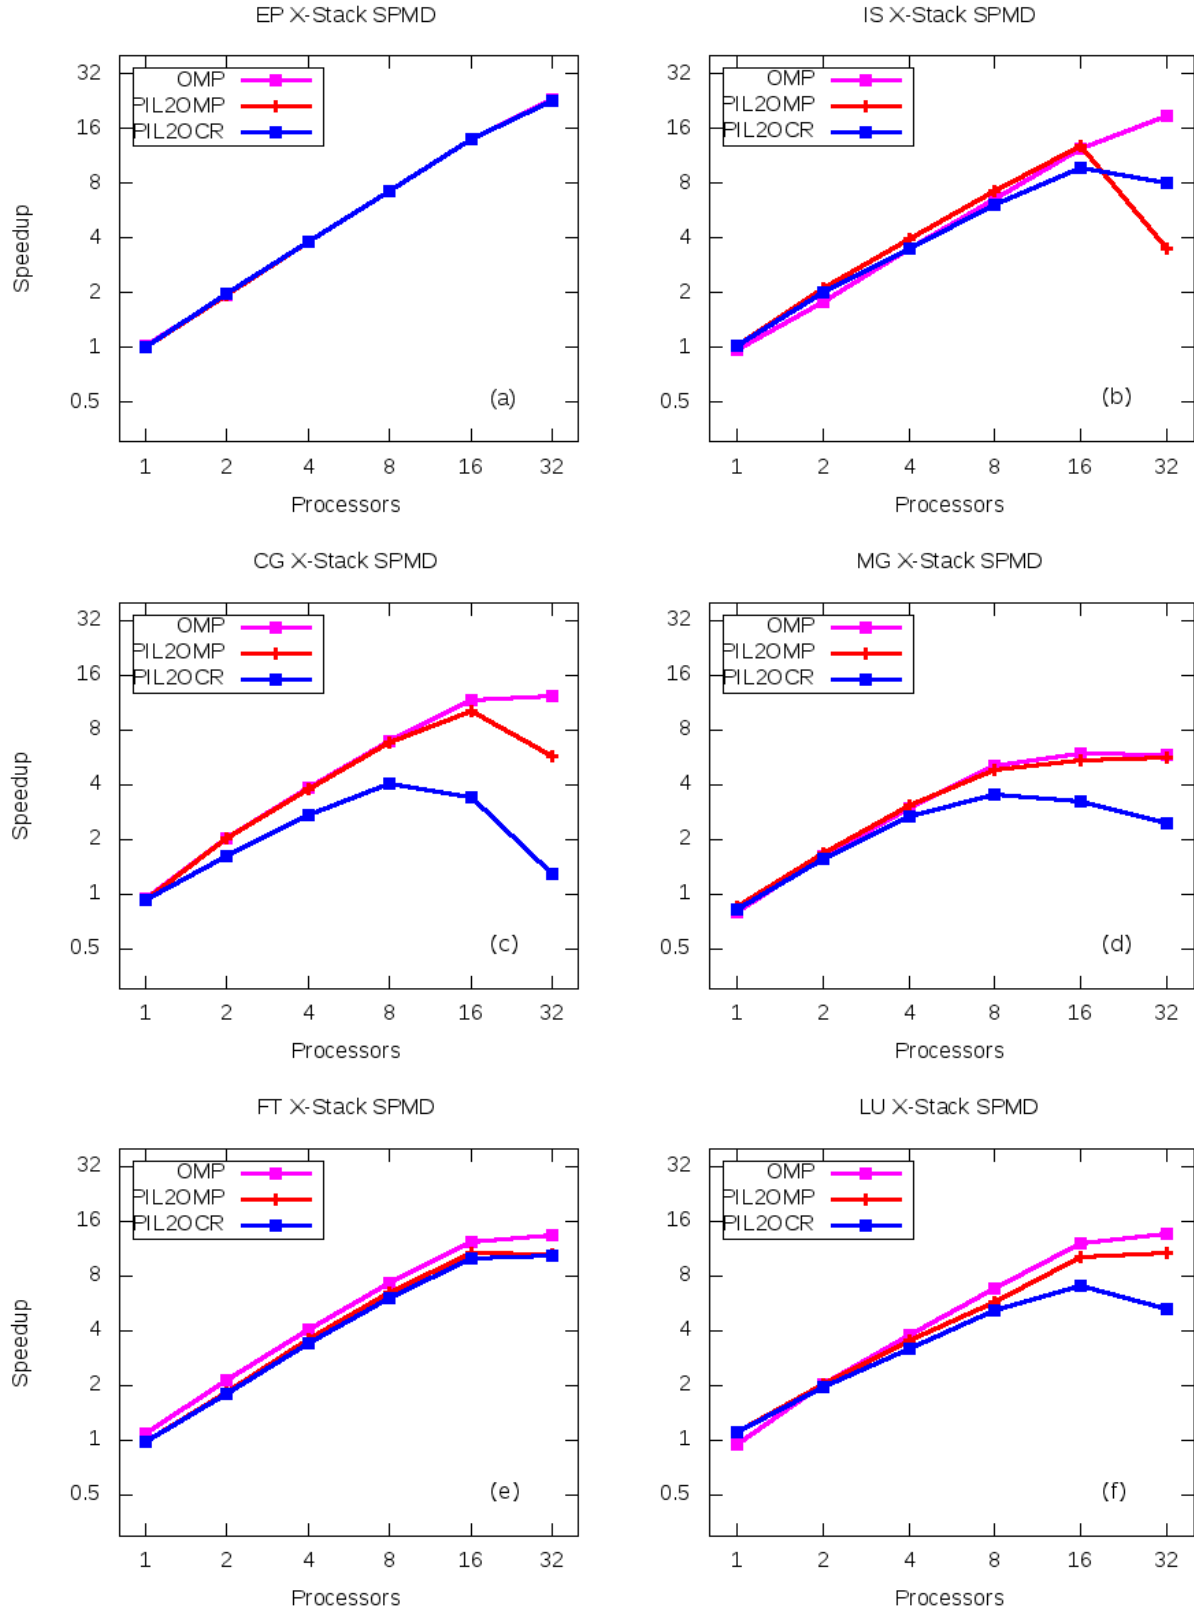 EP X-Stack SPMD
OMP
PIL2OMP
PIL2OCR
32
16
8
4
2
1
0.5
Speedup
(a)
1 2 4 8 16 32
Processors
IS X-Stack SPMD
OMP
PIL2OMP
PIL2OCR
32
16
8
4
2
1
0.5
(b)
1 2 4 8 16 32
Processors
CG X-Stack SPMD
OMP
PIL2OMP
PIL2OCR
32
16
8
4
2
1
0.5
Speedup
(c)
1 2 4 8 16 32
Processors
MG X-Stack SPMD
OMP
PIL2OMP
PIL2OCR
32
16
8
4
2
1
0.5
(d)
1 2 4 8 16 32
Processors
FT X-Stack SPMD
OMP
PIL2OMP
PIL2OCR
32
16
8
4
2
1
0.5
Speedup
(e)
1 2 4 8 16 32
Processors
LU X-Stack SPMD
OMP
PIL2OMP
PIL2OCR
32
16
8
4
2
1
0.5
(f)
1 2 4 8 16 32
Processors